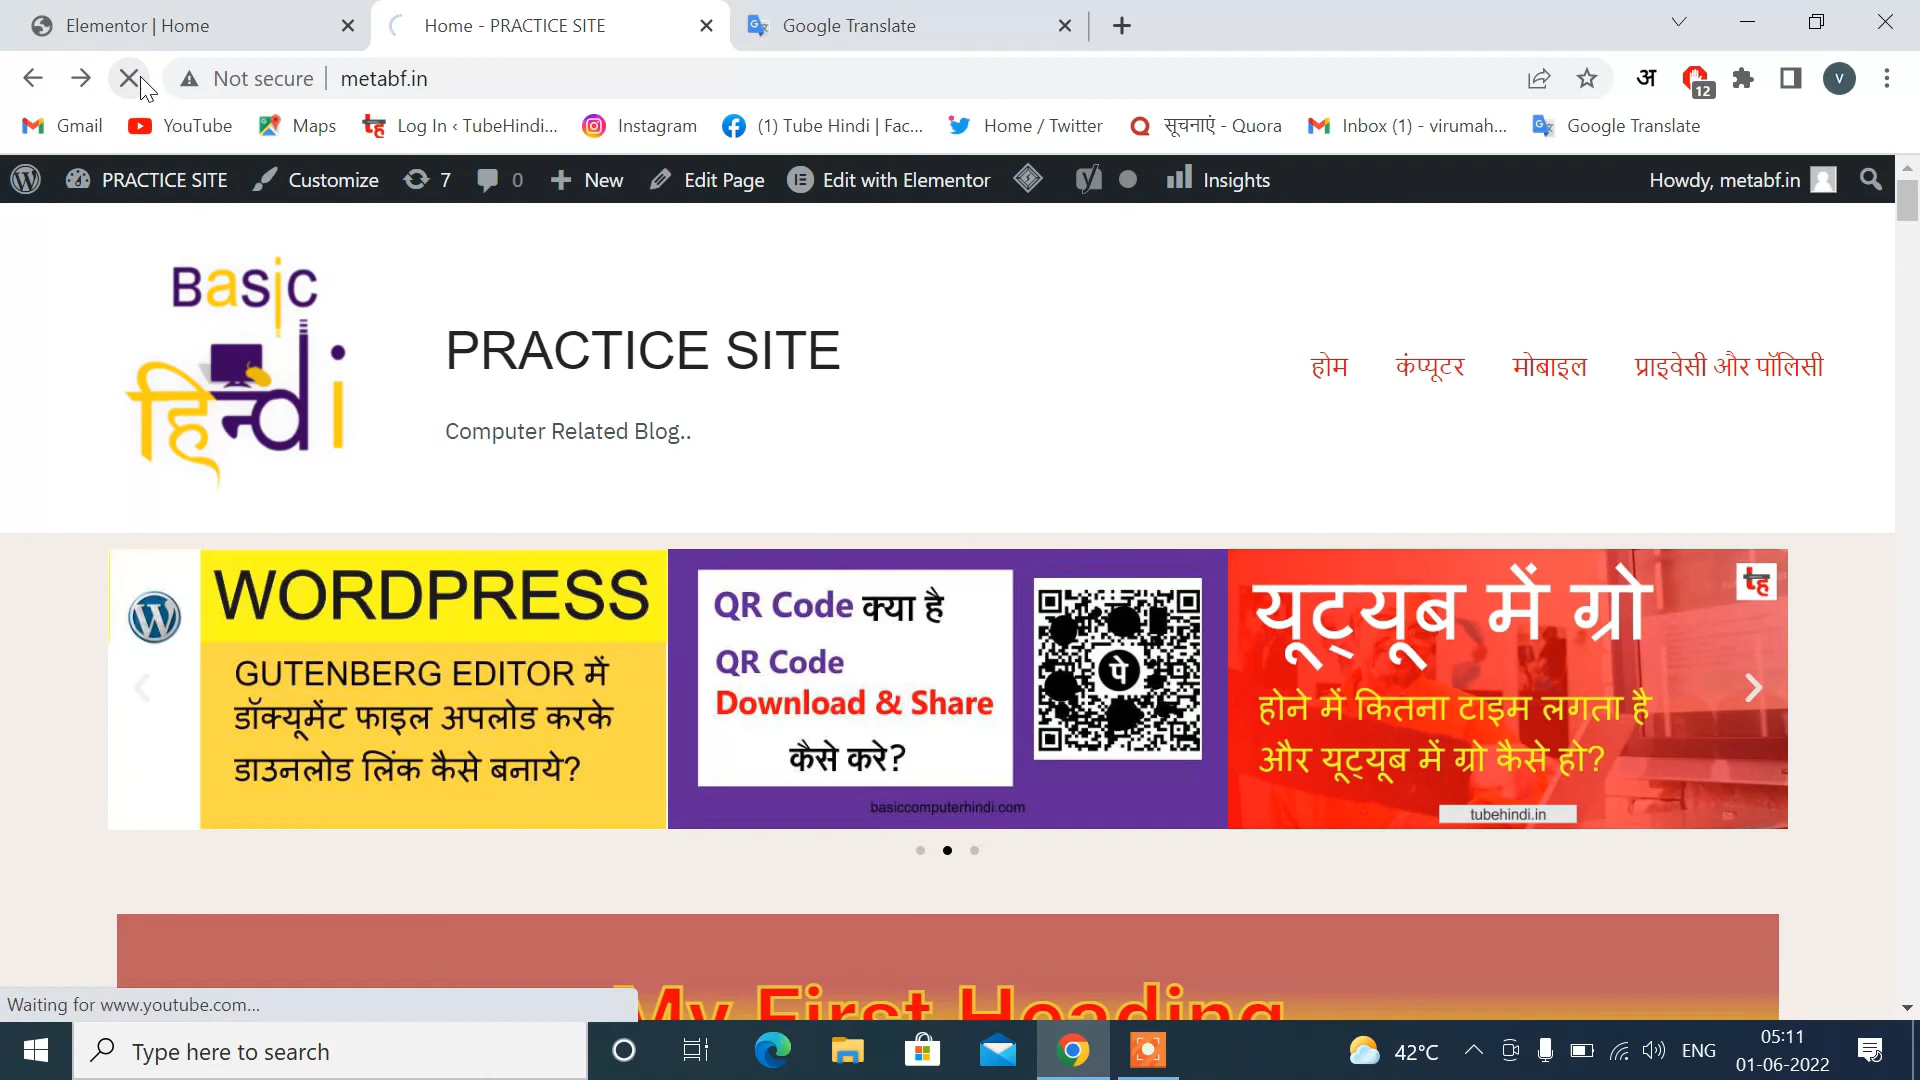 Elementor | Home
Home - PRACTICE SITE
Google Translate
Not secure
metabf.in
अ
12
V
Gmail
YouTube
Maps
Log In ‹ TubeHindi...
Instagram
(1) Tube Hindi | Fac...
Home / Twitter
सूचनाएं - Quora
Inbox (1) - virumah...
Google Translate
PRACTICE SITE
Customize
7
0
New
Edit Page
Edit with Elementor
Insights
Howdy, metabf.in
Basic
हिन्दी
PRACTICE SITE
Computer Related Blog..
होम
कंप्यूटर
मोबाइल
प्राइवेसी और पॉलिसी
WORDPRESS
GUTENBERG EDITOR में
डॉक्यूमेंट फाइल अपलोड करके
डाउनलोड लिंक कैसे बनाये?
QR Code क्या है
QR Code
Download & Share
कैसे करे?
पे
basiccomputerhindi.com
यूट्यूब में ग्रो
होने में कितना टाइम लगता है
और यूट्यूब में ग्रो कैसे हो?
tubehindi.in
My First Heading
Waiting for www.youtube.com...
Type here to search
42°C
ENG
05:11
01-06-2022